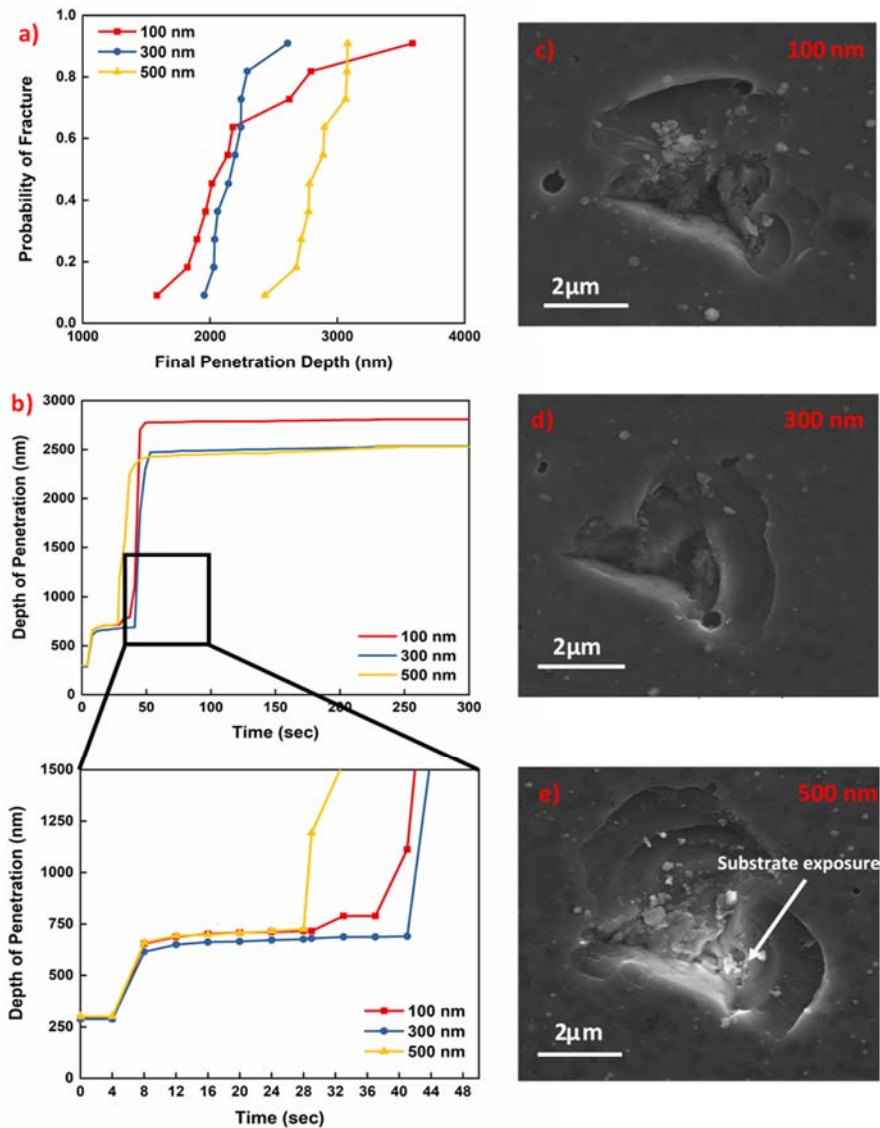 a)
100 nm
300 nm
500 nm
1.0
0.8
0.6
0.4
0.2
0.0
Probability of Fracture
1000
2000
3000
4000
Final Penetration Depth (nm)
c)
100 nm
2μm
b)
3000
2500
2000
1500
1000
500
0
Depth of Penetration (nm)
100 nm
300 nm
500 nm
0
50
100
150
200
250
300
Time (sec)
d)
300 nm
2μm
1500
1250
1000
750
500
250
0
Depth of Penetration (nm)
100 nm
300 nm
500 nm
0
4
8
12
16
20
24
28
32
36
40
44
48
Time (sec)
e)
500 nm
Substrate exposure
2μm